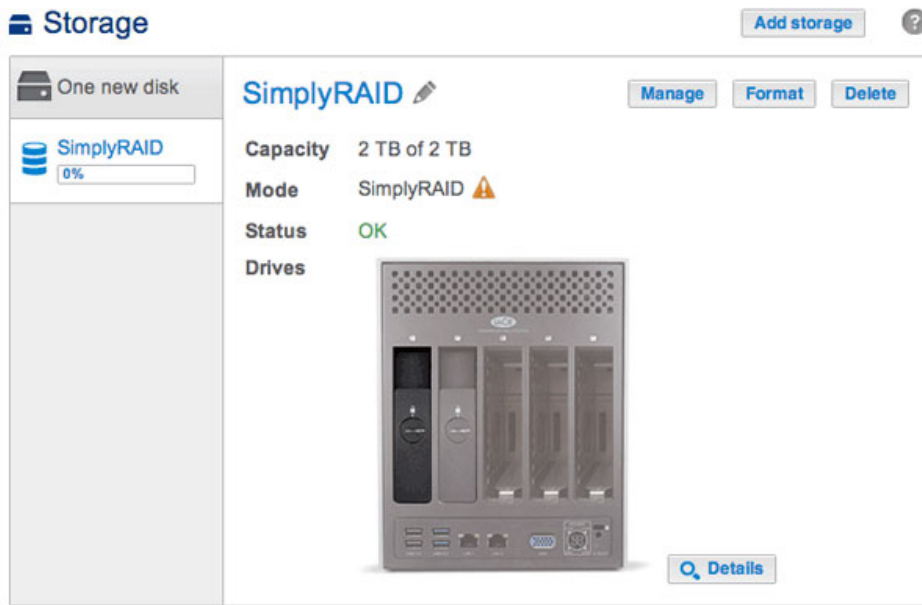 Storage
Add storage
?
One new disk
SimplyRAID
0%
SimplyRAID
Manage
Format
Delete
Capacity 2 TB of 2 TB
Mode SimplyRAID
Status OK
Drives
LACIE
Details